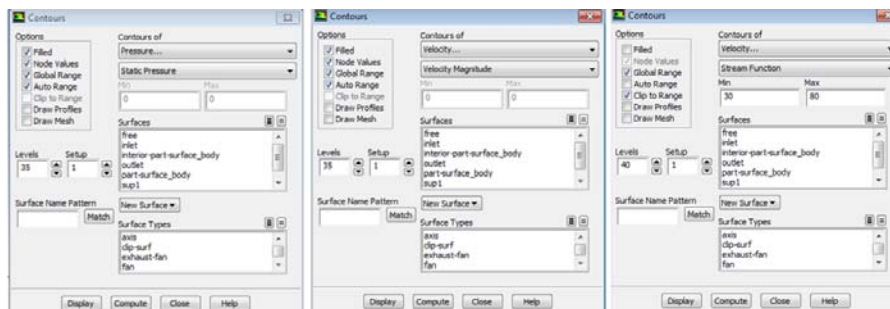 Contours
Options
Filled
Node Values
Global Range
Auto Range
Clip to Range
Draw Profiles
Draw Mesh
Contours of
Pressure...
Static Pressure
Min
Max
0
0
Surfaces
free
inlet
interior-part-surface_body
outlet
part-surface_body
sup1
Levels
Setup
35
1
Surface Name Pattern
Match
New Surface
Surface Types
axis
clip-surf
exhaust-fan
fan
Display
Compute
Close
Help
Contours
Options
Filled
Node Values
Global Range
Auto Range
Clip to Range
Draw Profiles
Draw Mesh
Contours of
Velocity...
Velocity Magnitude
Min
Max
0
0
Surfaces
free
inlet
interior-part-surface_body
outlet
part-surface_body
sup1
Levels
Setup
35
1
Surface Name Pattern
Match
New Surface
Surface Types
axis
clip-surf
exhaust-fan
fan
Display
Compute
Close
Help
Contours
Options
Filled
Node Values
Global Range
Auto Range
Clip to Range
Draw Profiles
Draw Mesh
Contours of
Velocity...
Stream Function
Min
Max
30
80
Surfaces
free
inlet
interior-part-surface_body
outlet
part-surface_body
sup1
Levels
Setup
40
1
Surface Name Pattern
Match
New Surface
Surface Types
axis
clip-surf
exhaust-fan
fan
Display
Compute
Close
Help